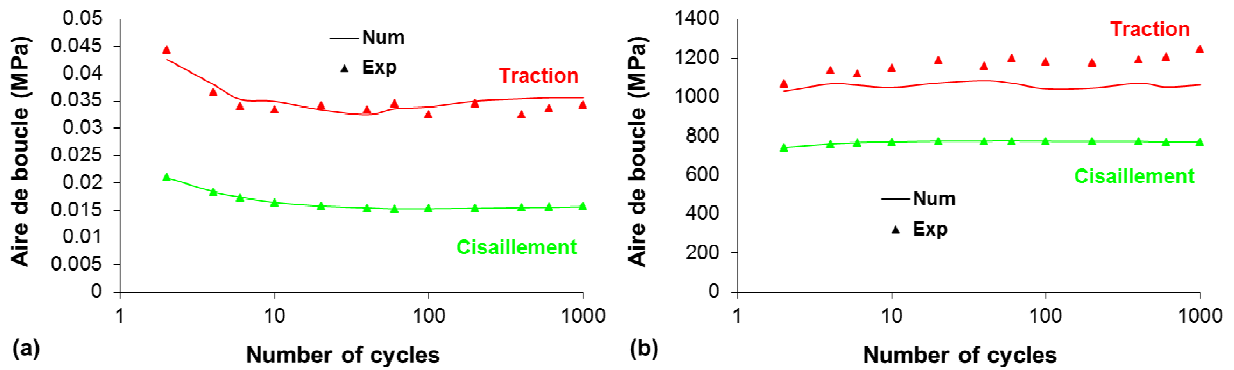 Aire de boucle (MPa)
0.05
0.045
0.04
0.035
0.03
0.025
0.02
0.015
0.01
0.005
0
Num
Exp
Traction
Cisaillement
1
10
100
1000
Number of cycles
(a)
Aire de boucle (MPa)
1400
1200
1000
800
600
400
200
0
Traction
Cisaillement
Num
Exp
1
10
100
1000
Number of cycles
(b)